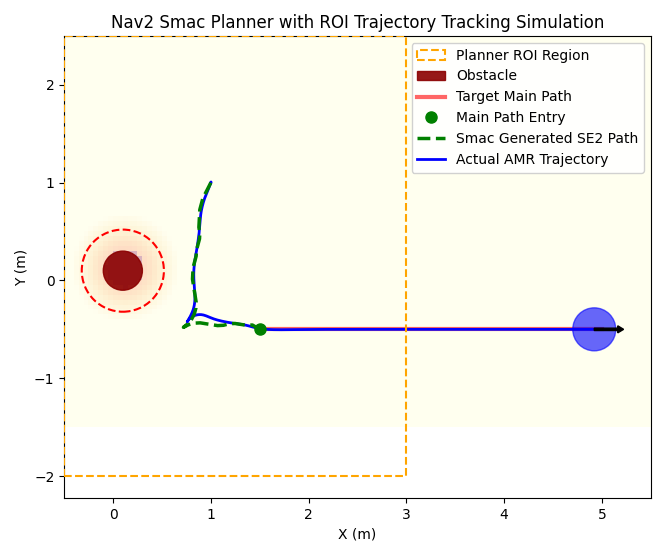 Nav2 Smac Planner with ROI Trajectory Tracking Simulation
Planner ROI Region
Obstacle
Target Main Path
Main Path Entry
Smac Generated SE2 Path
Actual AMR Trajectory
Y (m)
2
1
0
−1
−2
0 1 2 3 4 5
X (m)